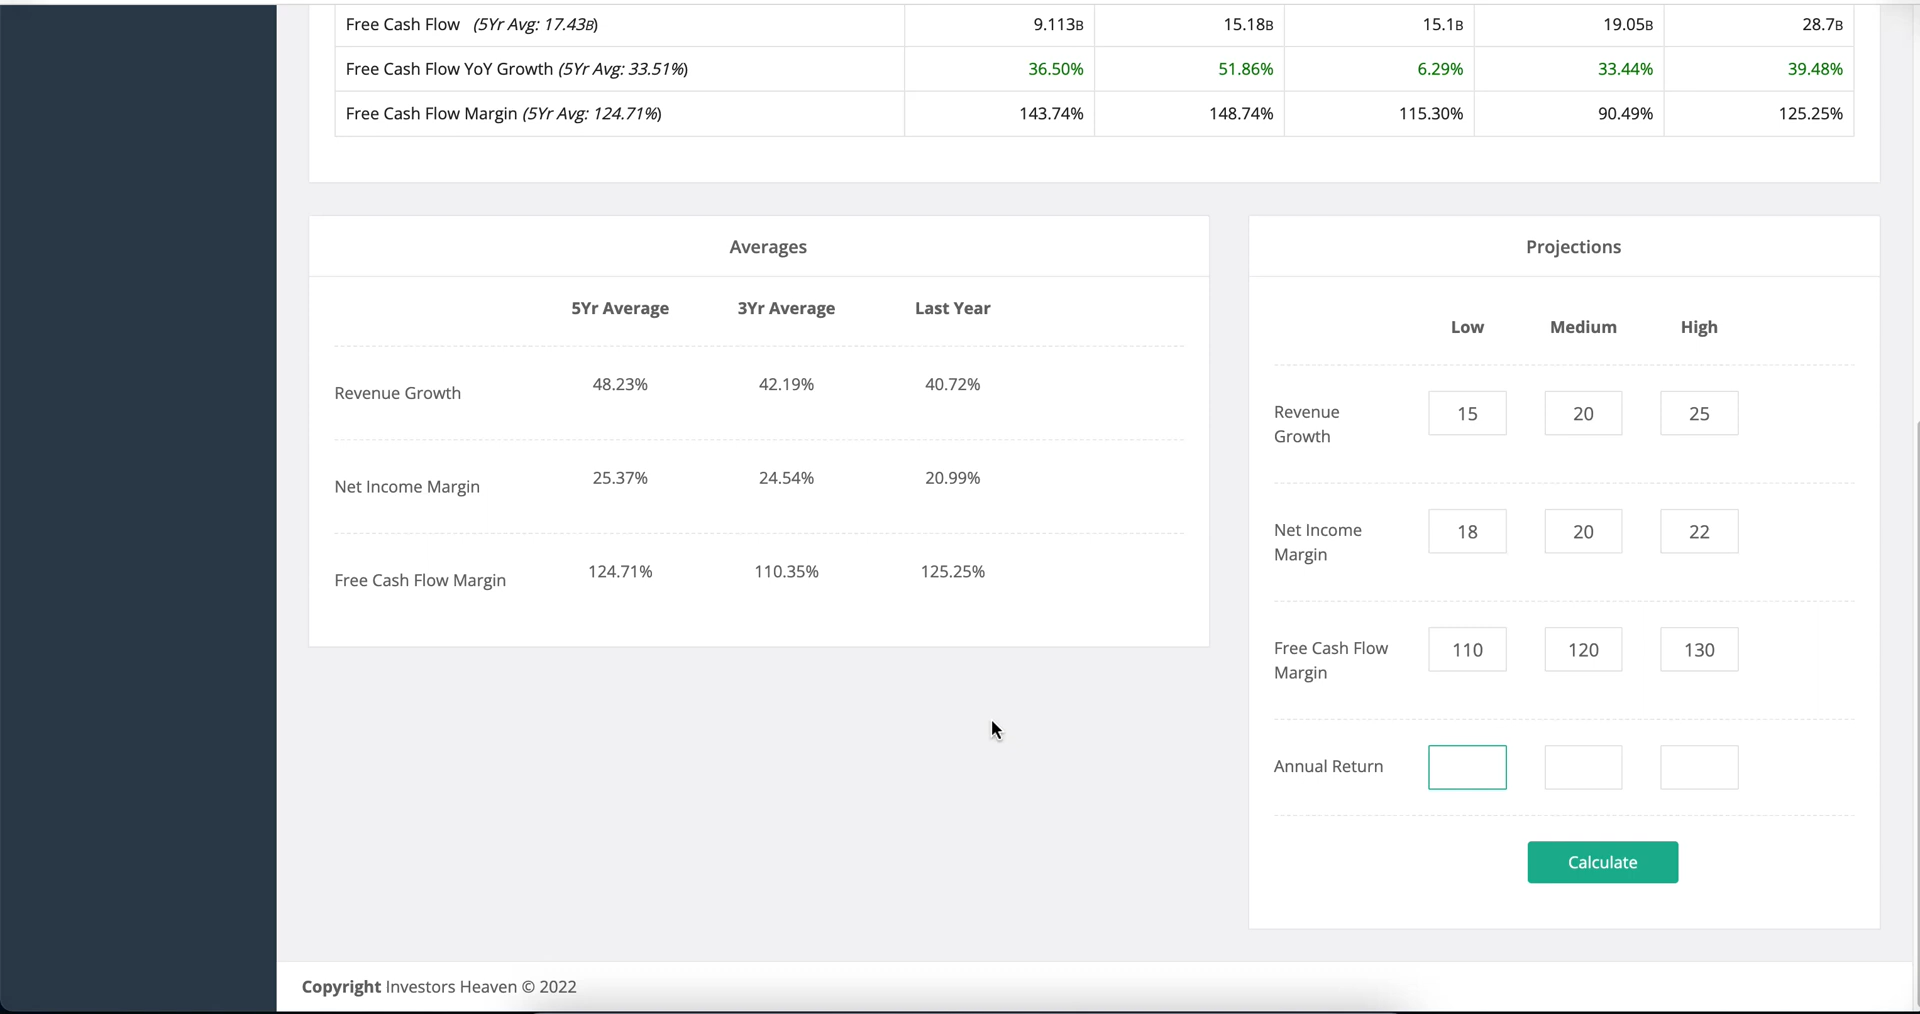 Free Cash Flow (5Yr Avg: 17.43B) 9.113B 15.18B 15.1B 19.05B 28.7B
Free Cash Flow YoY Growth (5Yr Avg: 33.51%) 36.50% 51.86% 6.29% 33.44% 39.48%
Free Cash Flow Margin (5Yr Avg: 124.71%) 143.74% 148.74% 115.30% 90.49% 125.25%
Averages
5Yr Average 3Yr Average Last Year
Revenue Growth 48.23% 42.19% 40.72%
Net Income Margin 25.37% 24.54% 20.99%
Free Cash Flow Margin 124.71% 110.35% 125.25%
Projections
Low Medium High
Revenue
Growth 15 20 25
Net Income
Margin 18 20 22
Free Cash Flow
Margin 110 120 130
Annual Return
Calculate
Copyright Investors Heaven © 2022